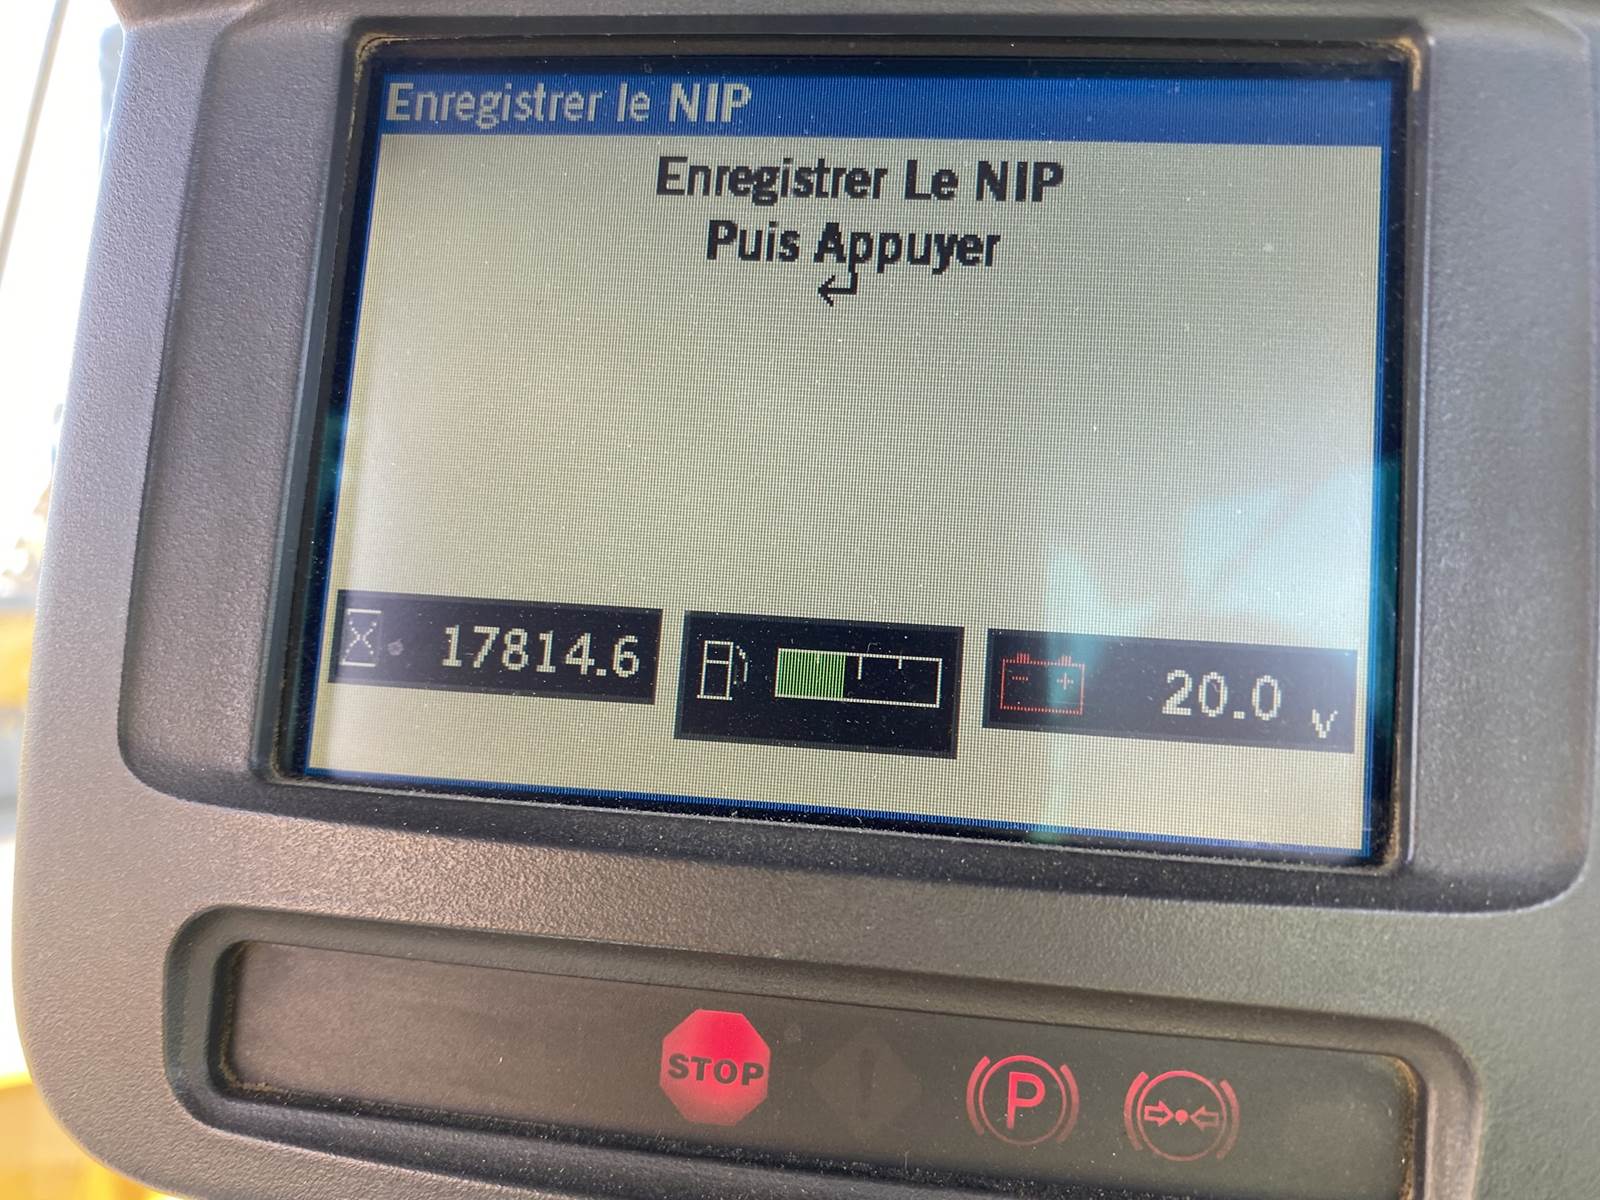 Enregistrer le NIP
Enregistrer Le NIP
Puis Appuyer
17814.6
20.0 v
STOP
P